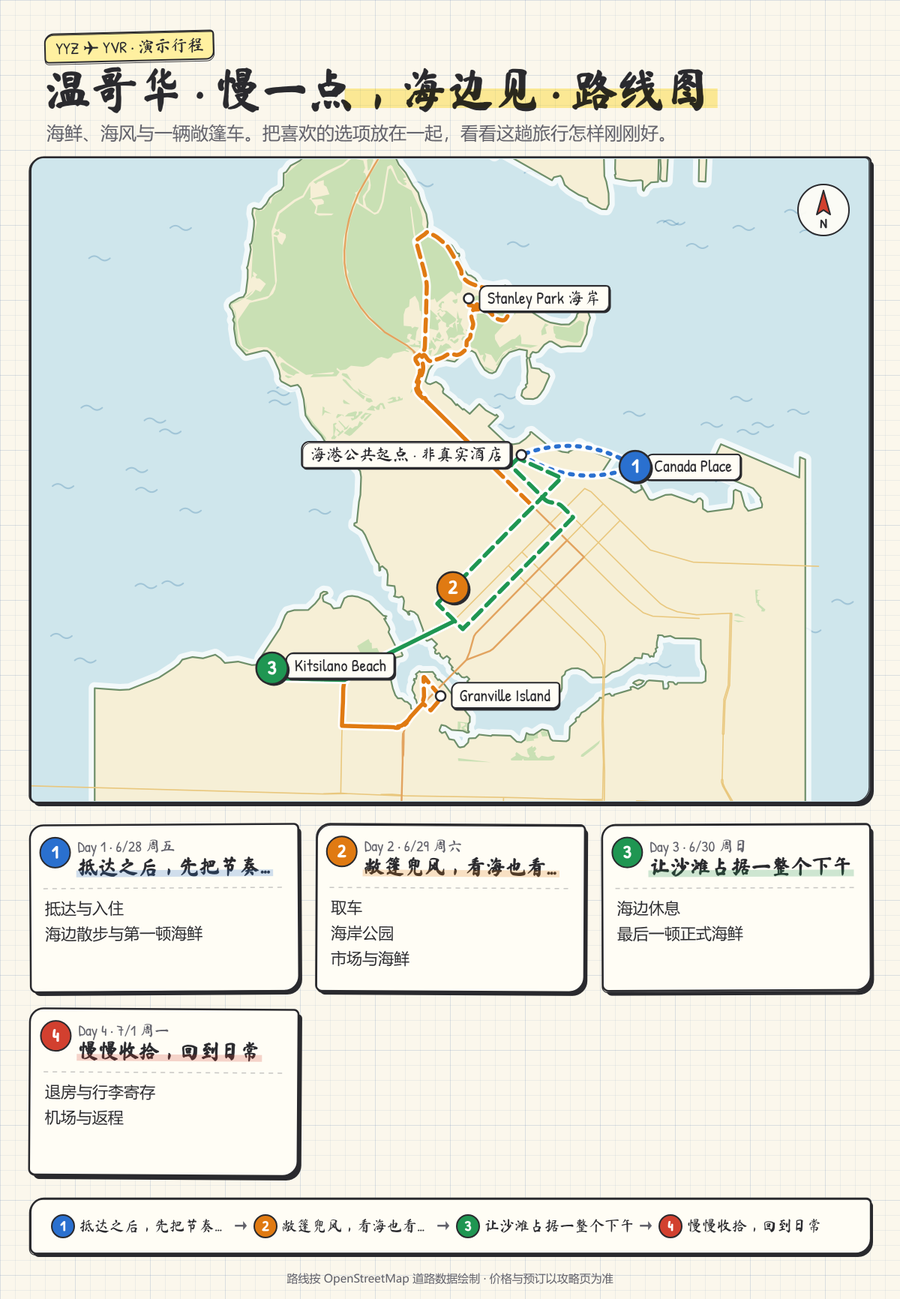 YYZ ✈ YVR · 演示行程
温哥华·慢一点，海边见·路线图
海鲜、海风与一辆敞篷车。把喜欢的选项放在一起，看看这趟旅行怎样刚刚好。
N
Stanley Park 海岸
海港公共起点·非真实酒店
1 Canada Place
2
3 Kitsilano Beach
Granville Island
1 Day 1 · 6/28 周五
抵达之后，先把节奏…
抵达与入住
海边散步与第一顿海鲜
2 Day 2 · 6/29 周六
敞篷兜风，看海也看…
取车
海岸公园
市场与海鲜
3 Day 3 · 6/30 周日
让沙滩占据一整个下午
海边休息
最后一顿正式海鲜
4 Day 4 · 7/1 周一
慢慢收拾，回到日常
退房与行李寄存
机场与返程
1 抵达之后，先把节奏… → 2 敞篷兜风，看海也看… → 3 让沙滩占据一整个下午 → 4 慢慢收拾，回到日常
路线按 OpenStreetMap 道路数据绘制 · 价格与预订以攻略页为准